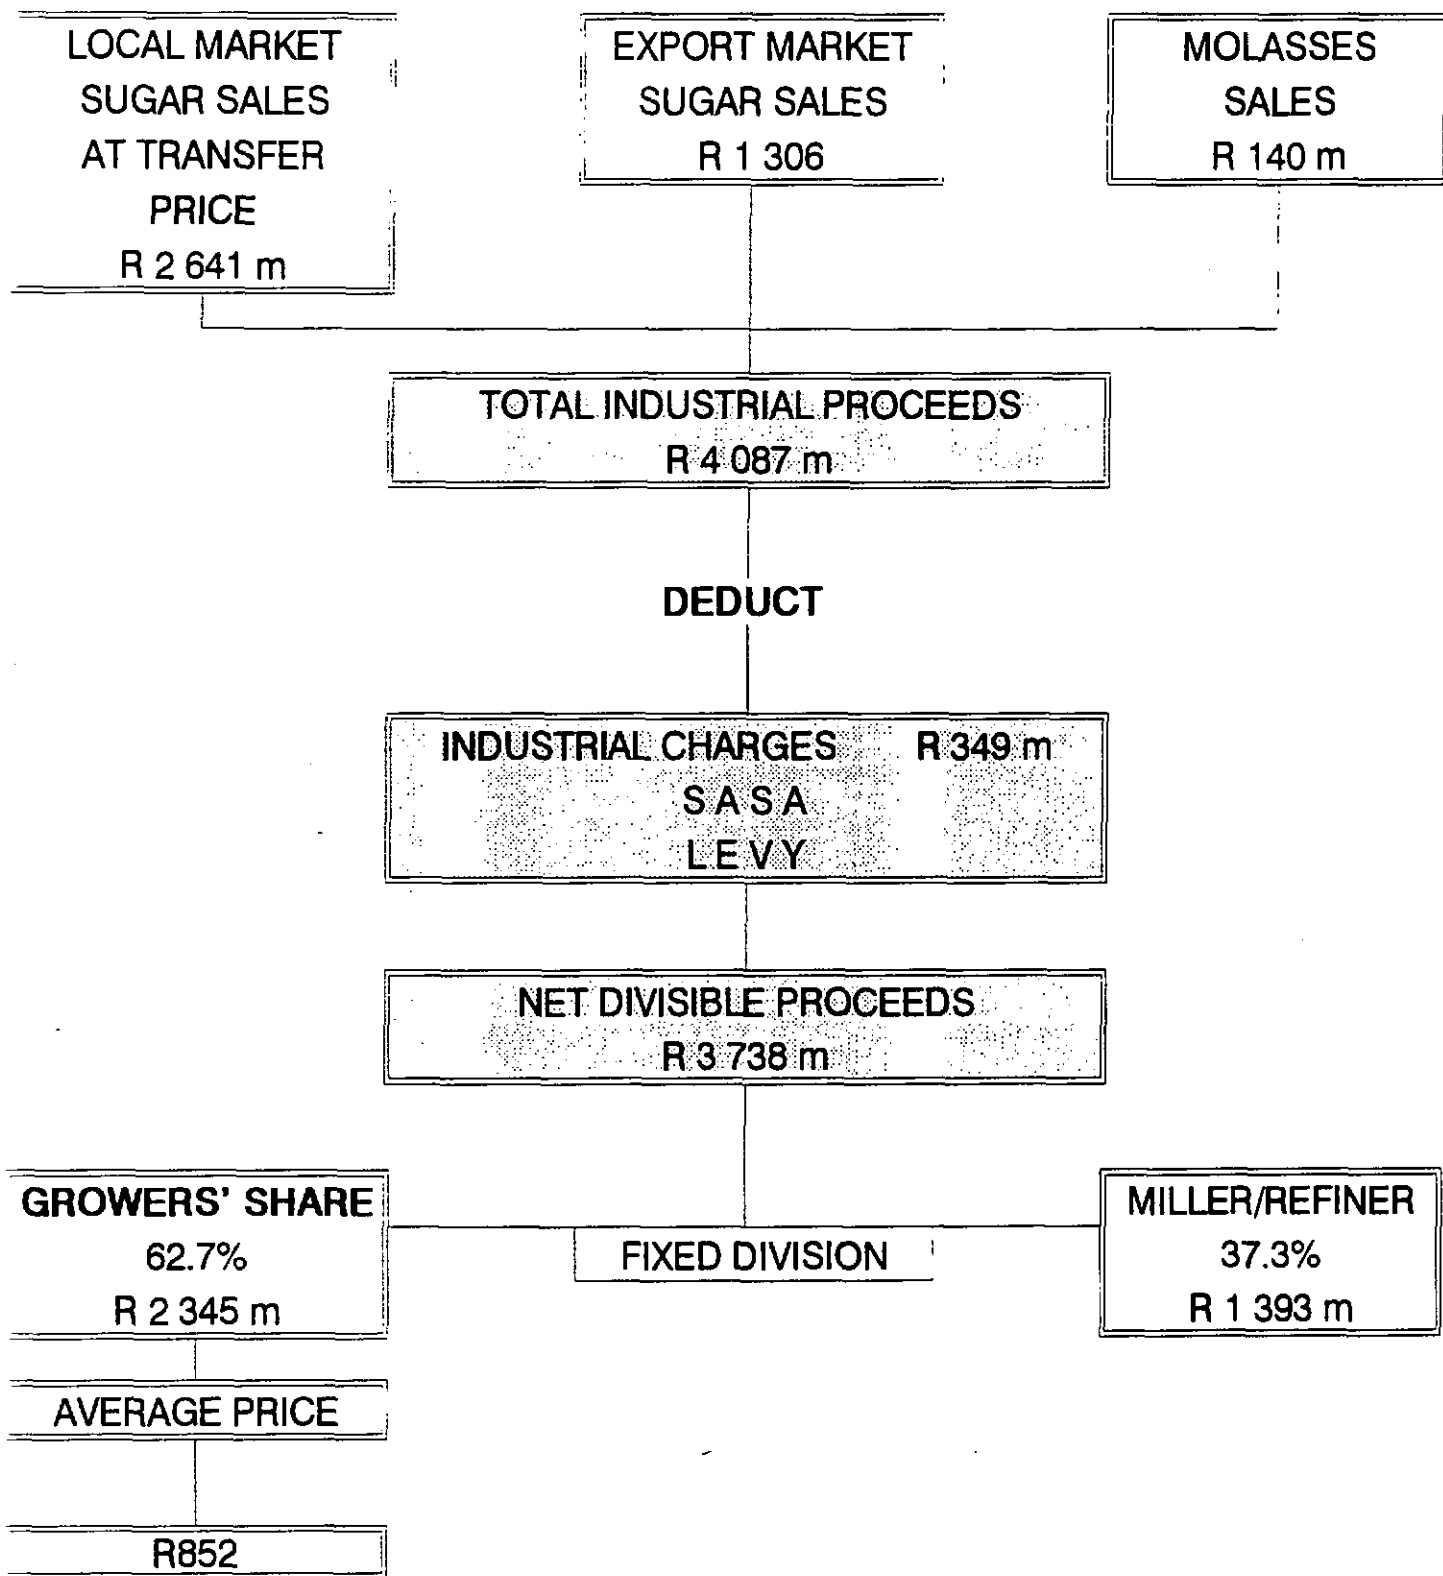 LOCAL MARKET
SUGAR SALES
AT TRANSFER
PRICE
R 2 641 m
EXPORT MARKET
SUGAR SALES
R 1 306
MOLASSES
SALES
R 140 m
TOTAL INDUSTRIAL PROCEEDS
R 4 087 m
DEDUCT
INDUSTRIAL CHARGES R 349 m
S A S A
L E V Y
NET DIVISIBLE PROCEEDS
R 3 738 m
GROWERS' SHARE
62.7%
R 2 345 m
FIXED DIVISION
MILLER/REFINER
37.3%
R 1 393 m
AVERAGE PRICE
R852